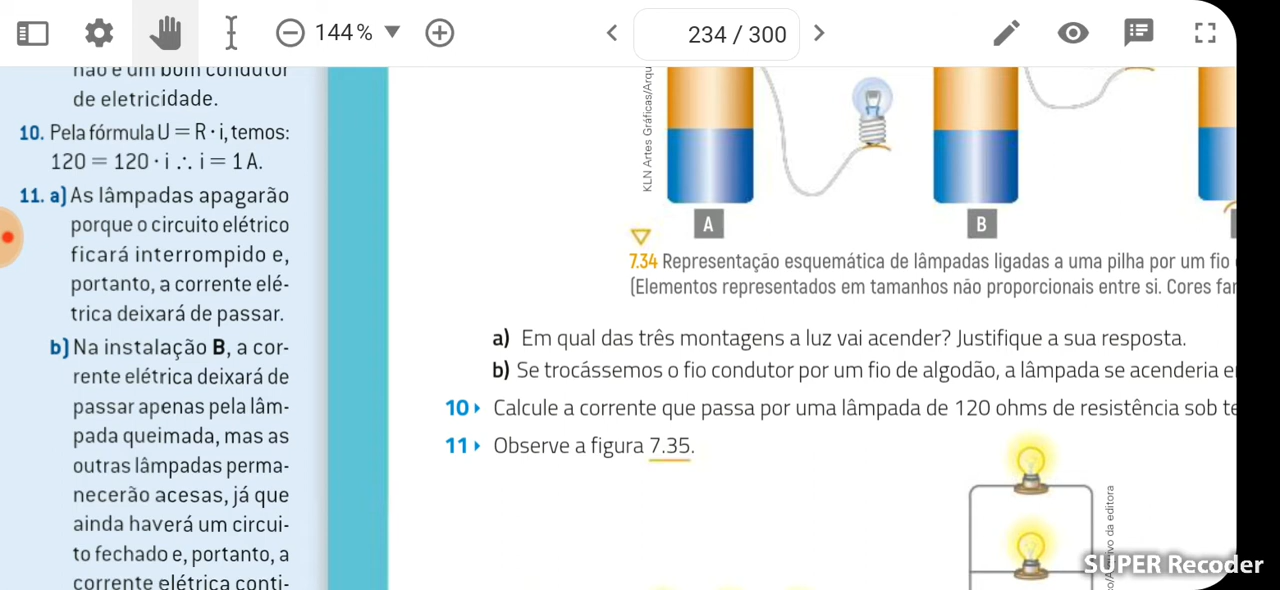 144%
234 / 300
não é um bom condutor
de eletricidade.
10. Pela fórmula U = R · i, temos:
120 = 120 · i ∴ i = 1 A.
11. a) As lâmpadas apagarão
porque o circuito elétrico
ficará interrompido e,
portanto, a corrente elé-
trica deixará de passar.
b) Na instalação B, a cor-
rente elétrica deixará de
passar apenas pela lâm-
pada queimada, mas as
outras lâmpadas perma-
necerão acesas, já que
ainda haverá um circui-
to fechado e, portanto, a
corrente elétrica conti-
KLN Artes Gráficas/Arqu
A
B
7.34 Representação esquemática de lâmpadas ligadas a uma pilha por um fio
(Elementos representados em tamanhos não proporcionais entre si. Cores fan
a) Em qual das três montagens a luz vai acender? Justifique a sua resposta.
b) Se trocássemos o fio condutor por um fio de algodão, a lâmpada se acenderia e
10 Calcule a corrente que passa por uma lâmpada de 120 ohms de resistência sob te
11 Observe a figura 7.35.
da editora
SUPER Recoder